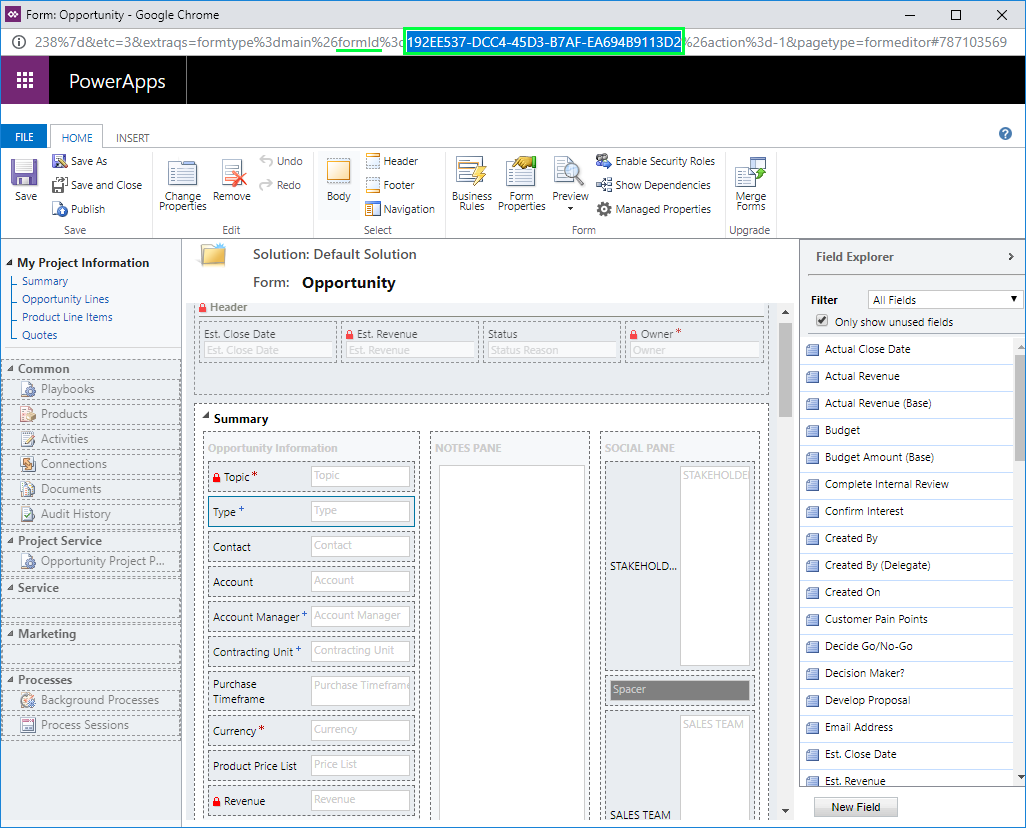 Form: Opportunity - Google Chrome
238%7d&etc=3&extraqs=formtype%3dmain%26formId%3d192EE537-DCC4-45D3-B7AF-EA694B9113D2%26action%3d-1&pagetype=formeditor#787103569
PowerApps
FILE HOME INSERT
Save
Save As
Save and Close
Publish
Save
Change Properties
Remove
Undo
Redo
Edit
Body
Header
Footer
Navigation
Select
Business Rules
Form Properties
Preview
Enable Security Roles
Show Dependencies
Managed Properties
Form
Merge Forms
Upgrade
My Project Information
Summary
Opportunity Lines
Product Line Items
Quotes
Common
Playbooks
Products
Activities
Connections
Documents
Audit History
Project Service
Opportunity Project P...
Service
Marketing
Processes
Background Processes
Process Sessions
Solution: Default Solution
Form: Opportunity
Header
Est. Close Date
Est. Close Date
Est. Revenue
Est. Revenue
Status
Status Reason
Owner *
Owner
Summary
Opportunity Information
Topic * Topic
Type + Type
Contact Contact
Account Account
Account Manager + Account Manager
Contracting Unit + Contracting Unit
Purchase Timeframe Purchase Timeframe
Currency * Currency
Product Price List Price List
Revenue Revenue
NOTES PANE
SOCIAL PANE
STAKEHOLD... STAKEHOLDE
Spacer
SALES TEAM SALES TEAM
Field Explorer
Filter All Fields
Only show unused fields
Actual Close Date
Actual Revenue
Actual Revenue (Base)
Budget
Budget Amount (Base)
Complete Internal Review
Confirm Interest
Created By
Created By (Delegate)
Created On
Customer Pain Points
Decide Go/No-Go
Decision Maker?
Develop Proposal
Email Address
Est. Close Date
Est. Revenue
New Field